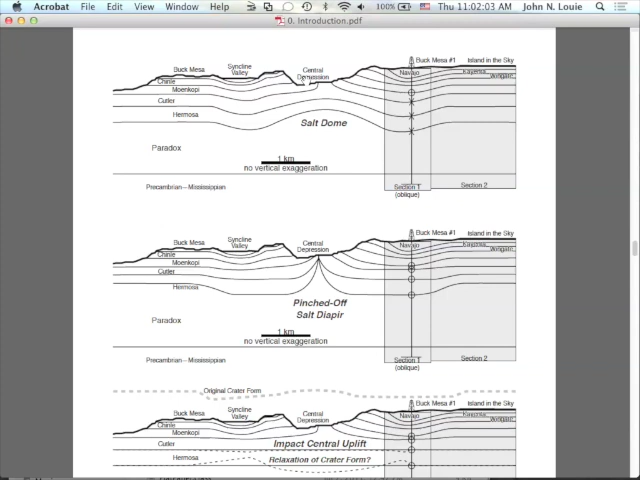 Acrobat File Edit View Window Help 100% Thu 11:02:03 AM John N. Louie
0. Introduction.pdf
Buck Mesa Syncline Valley Central Depression Navajo Buck Mesa #1 Island in the Sky
Chinle Kayenta Wingate
Moenkopi
Cutler
Hermosa Salt Dome
Paradox
1 km
no vertical exaggeration
Precambrian–Mississippian Section 1 (oblique) Section 2
Buck Mesa Syncline Valley Central Depression Navajo Buck Mesa #1 Island in the Sky
Chinle Kayenta Wingate
Moenkopi
Cutler
Hermosa
Pinched-Off
Salt Diapir
Paradox
1 km
no vertical exaggeration
Precambrian–Mississippian Section 1 (oblique) Section 2
Original Crater Form
Buck Mesa Syncline Valley Central Depression Navajo Buck Mesa #1 Island in the Sky
Chinle Kayenta Wingate
Moenkopi
Cutler Impact Central Uplift
Hermosa Relaxation of Crater Form?